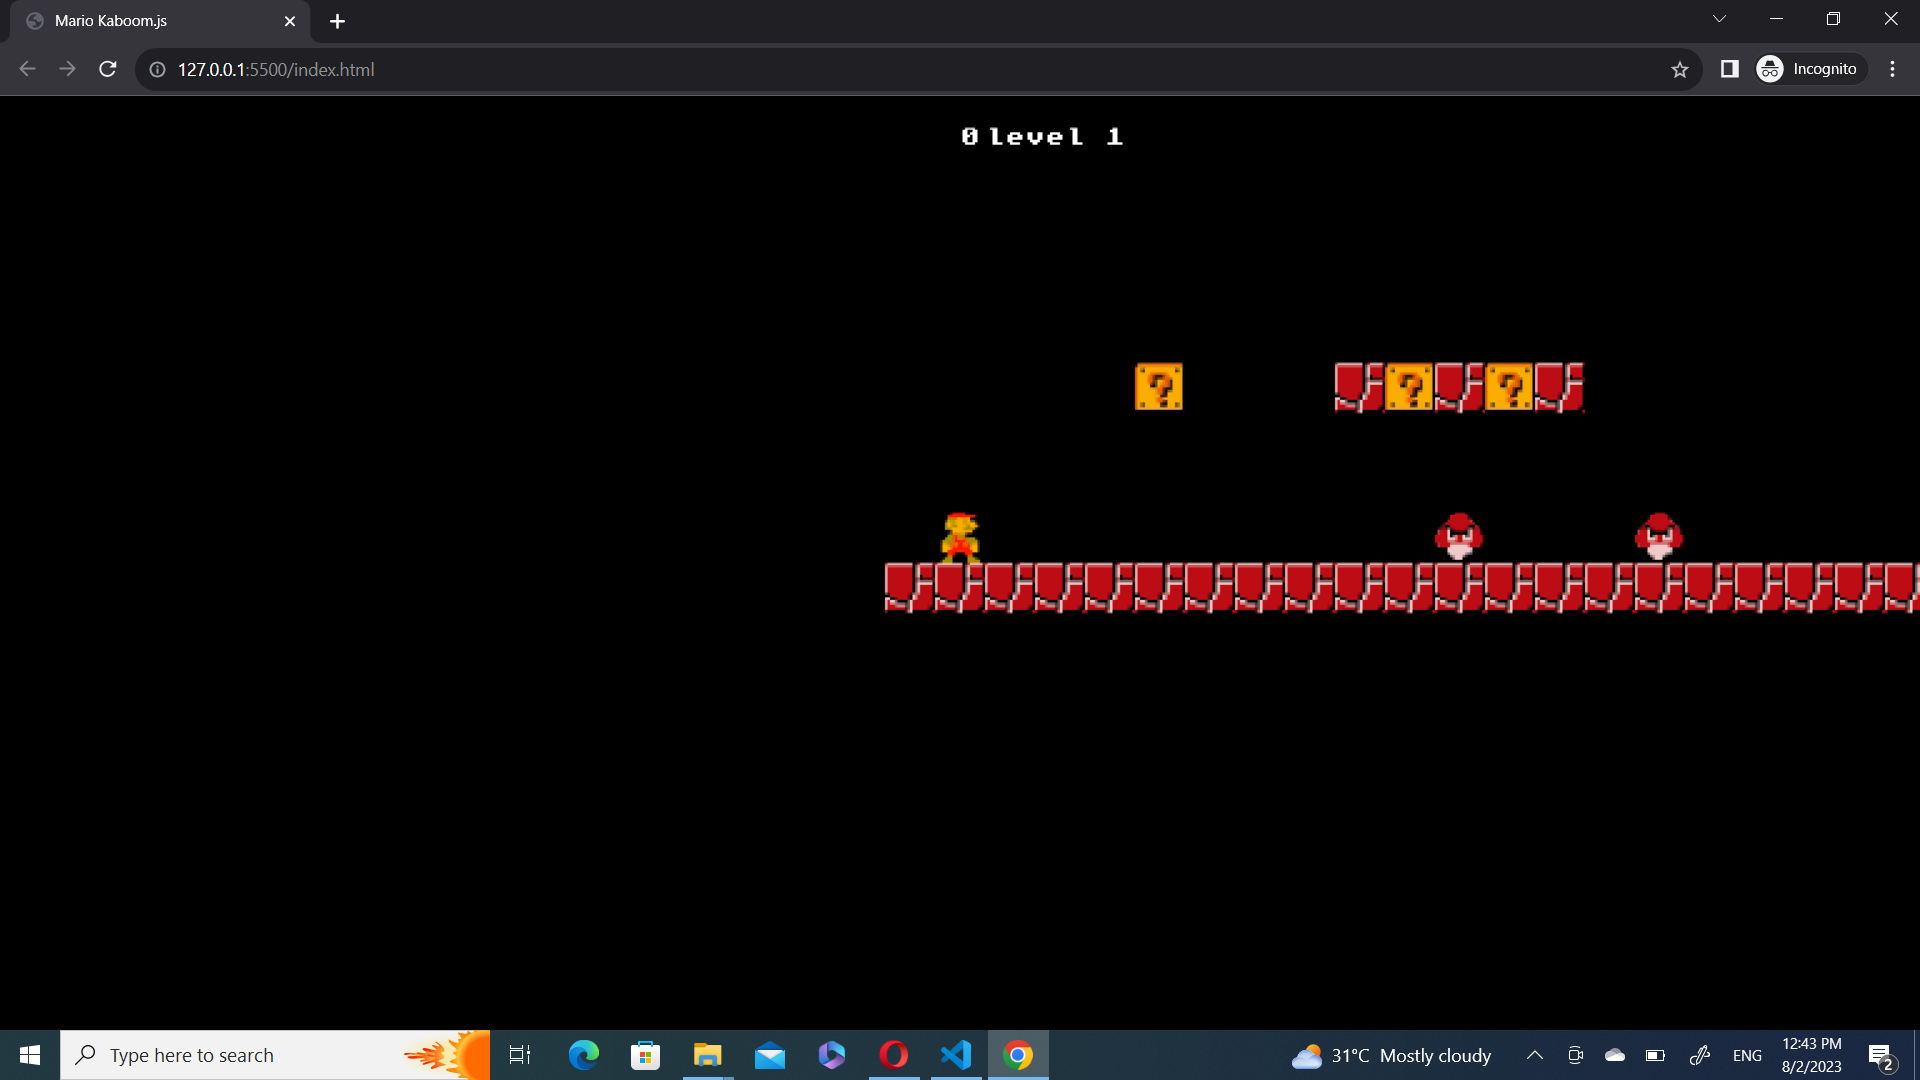 Mario Kaboom.js
127.0.0.1:5500/index.html
Incognito
0 level 1
?
? ?
Type here to search
31°C Mostly cloudy
ENG
12:43 PM
8/2/2023
2